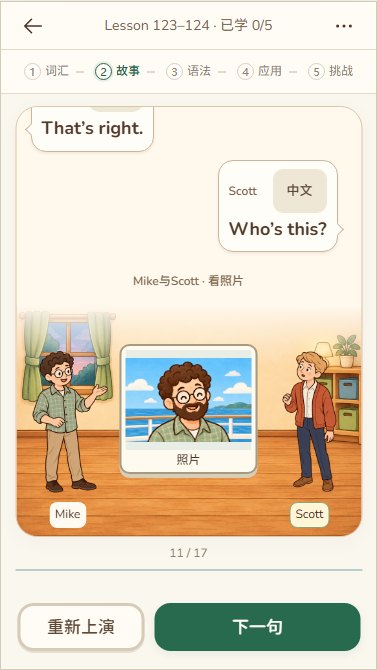 Lesson 123–124 · 已学 0/5
1 词汇 – 2 故事 – 3 语法 – 4 应用 – 5 挑战
That's right.
Scott 中文
Who's this?
Mike与Scott · 看照片
照片
Mike
Scott
11 / 17
重新上演
下一句